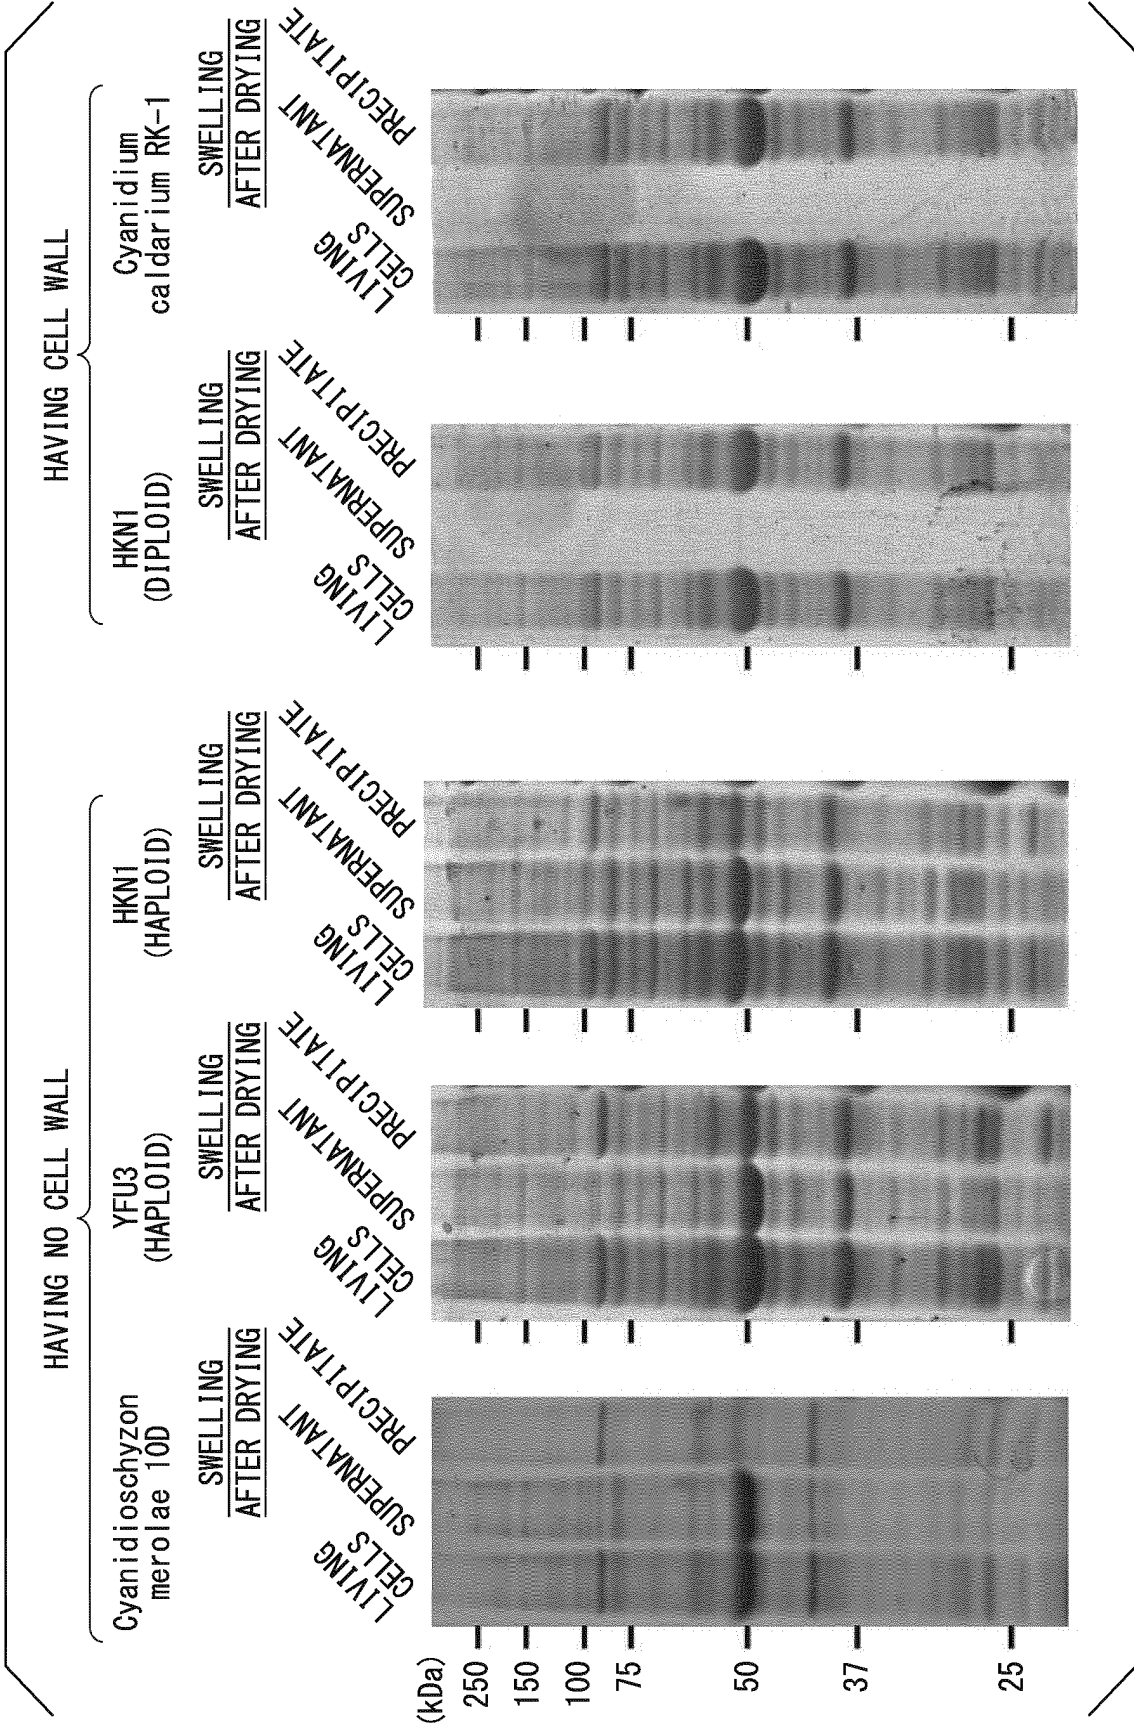 HAVING NO CELL WALL
HAVING CELL WALL
Cyanidioschyzon
merolae 10D
YFU3
(HAPLOID)
HKN1
(HAPLOID)
HKN1
(DIPLOID)
Cyanidium
caldarium RK-1
SWELLING
AFTER DRYING
SWELLING
AFTER DRYING
SWELLING
AFTER DRYING
SWELLING
AFTER DRYING
SWELLING
AFTER DRYING
LIVING
CELLS
SUPERNATANT
PRECIPITATE
LIVING
CELLS
SUPERNATANT
PRECIPITATE
LIVING
CELLS
SUPERNATANT
PRECIPITATE
LIVING
CELLS
SUPERNATANT
PRECIPITATE
LIVING
CELLS
SUPERNATANT
PRECIPITATE
(kDa)
250
150
100
75
50
37
25